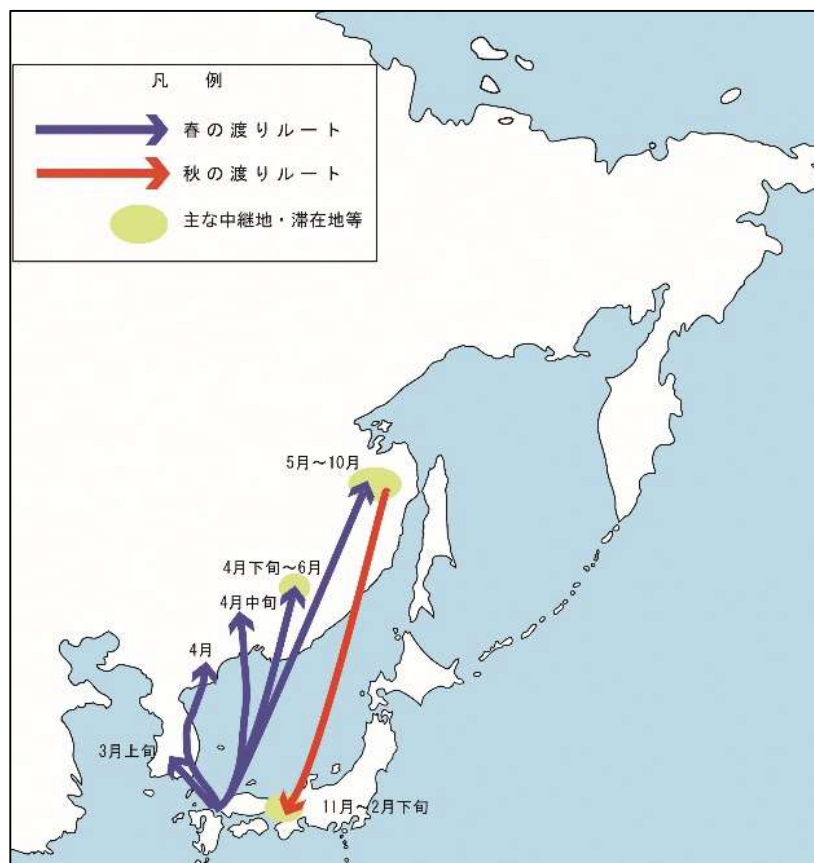 凡 例
春の渡りルート
秋の渡りルート
主な中継地・滞在地等
5月～10月
4月下旬～6月
4月中旬
4月
3月上旬
11月～2月下旬